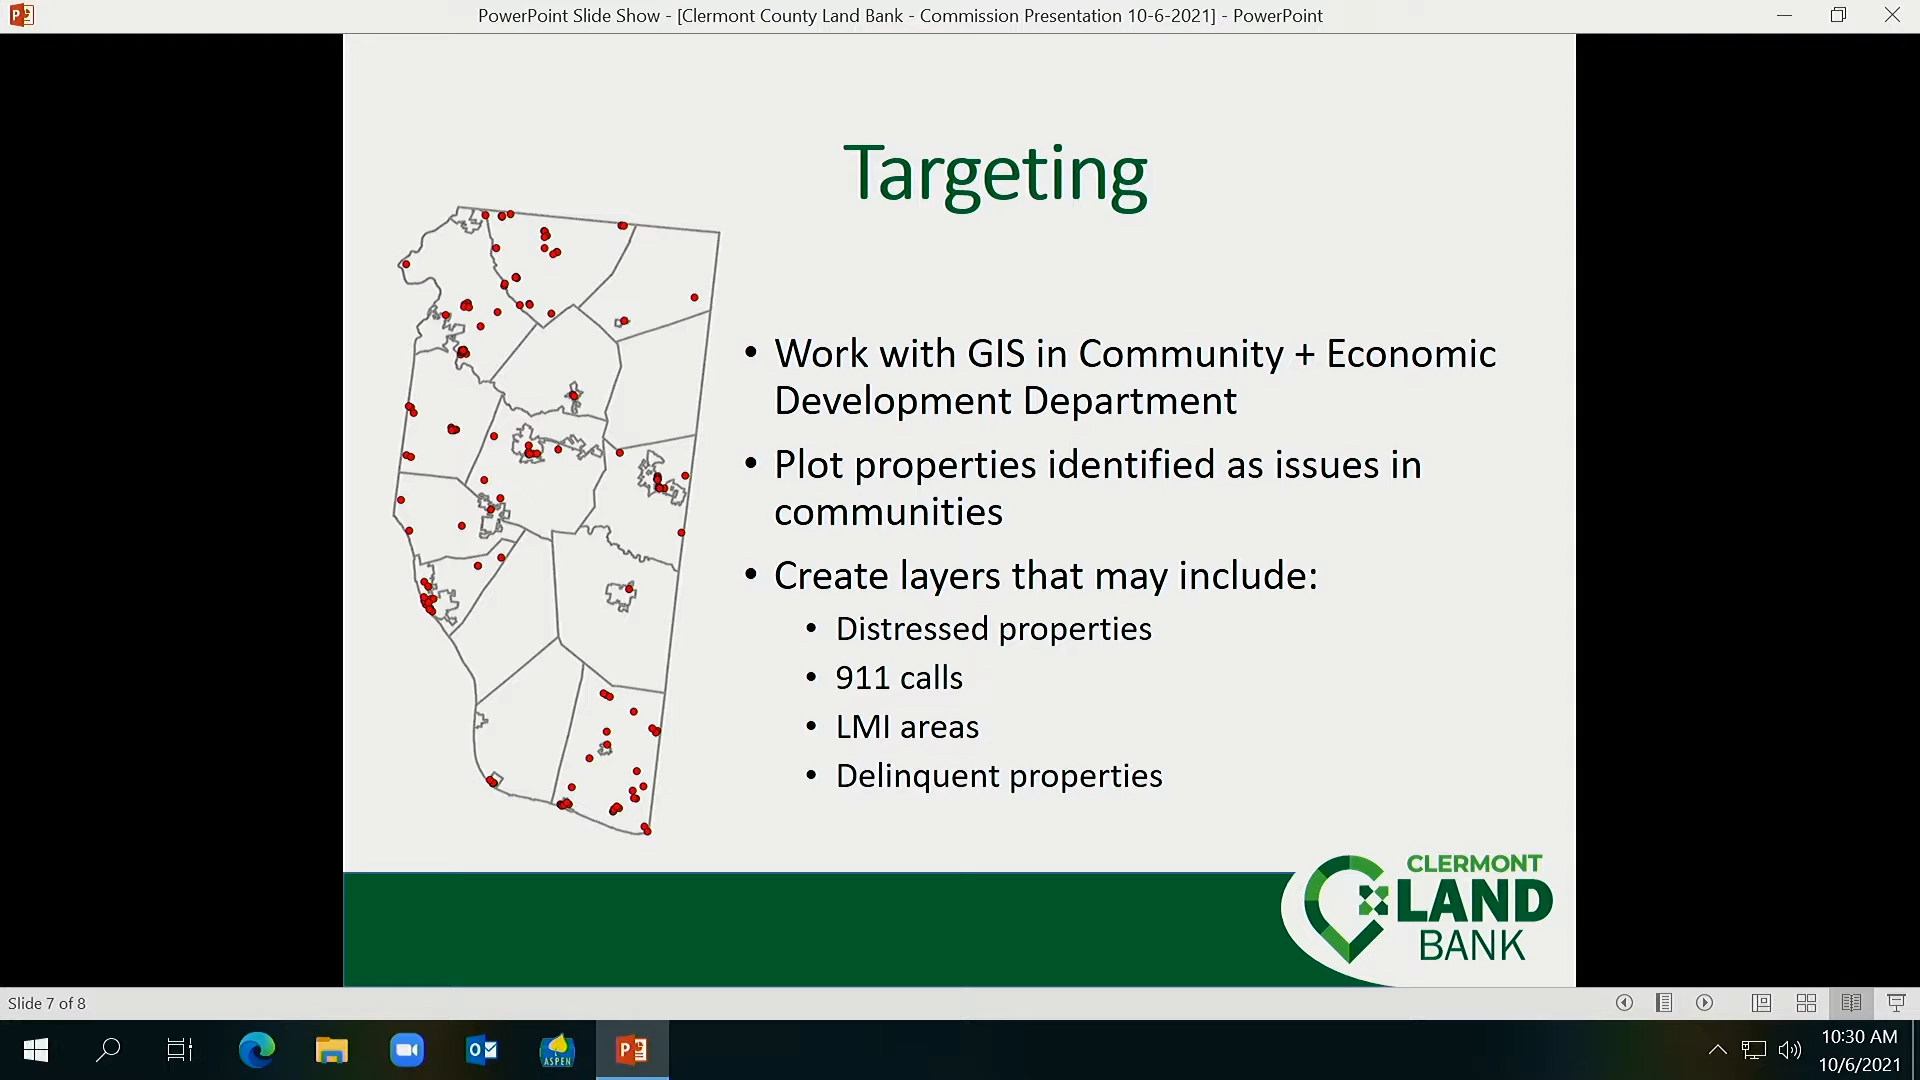 PowerPoint Slide Show - [Clermont County Land Bank - Commission Presentation 10-6-2021] - PowerPoint
Targeting
• Work with GIS in Community + Economic
Development Department
• Plot properties identified as issues in
communities
• Create layers that may include:
• Distressed properties
• 911 calls
• LMI areas
• Delinquent properties
CLERMONT
LAND
BANK
Slide 7 of 8
ASPEN
10:30 AM
10/6/2021